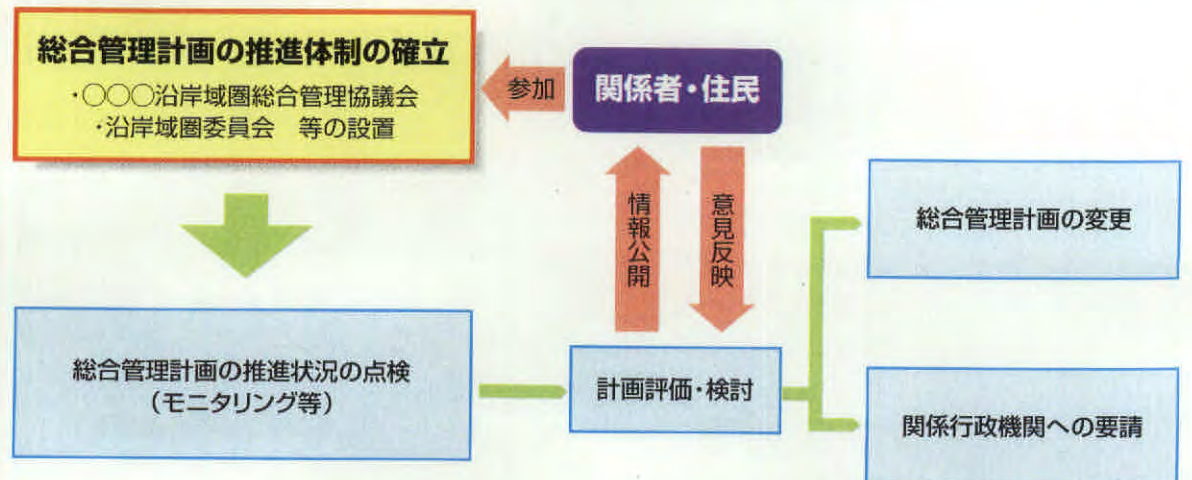 総合管理計画の推進体制の確立
・〇〇〇沿岸域圏総合管理協議会
・沿岸域圏委員会　等の設置
参加
関係者・住民
情報公開
意見反映
総合管理計画の変更
総合管理計画の推進状況の点検
（モニタリング等）
計画評価・検討
関係行政機関への要請